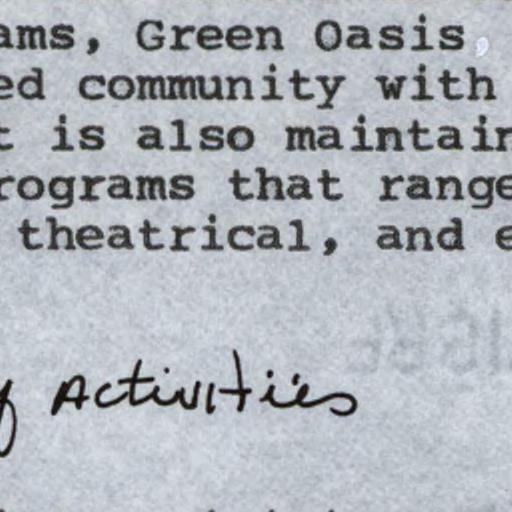 ams, Green Oasis
ed community with
t is also maintain
rograms that range
theatrical, and e
Activities